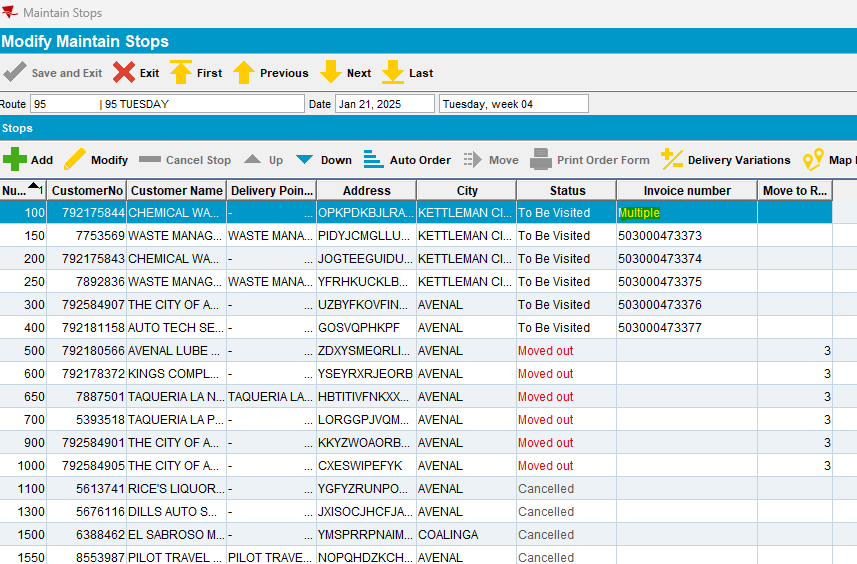 Maintain Stops
Modify Maintain Stops
Save and Exit Exit First Previous Next Last
Route 95 | 95 TUESDAY Date Jan 21, 2025 Tuesday, week 04
Stops
Add Modify Cancel Stop Up Down Auto Order Move Print Order Form Delivery Variations Map
Nu... 1 CustomerNo Customer Name Delivery Poin... Address City Status Invoice number Move to R...
100 792175844 CHEMICAL WA... - ... OPKPDKBJLRA... KETTLEMAN CI... To Be Visited Multiple
150 7753569 WASTE MANAG... WASTE MANA... PIDYJCMGLLU... KETTLEMAN CI... To Be Visited 503000473373
200 792175843 CHEMICAL WA... - ... JOGTEEGUIDU... KETTLEMAN CI... To Be Visited 503000473374
250 7892836 WASTE MANAG... WASTE MANA... YFRHKUCKLB... KETTLEMAN CI... To Be Visited 503000473375
300 792584907 THE CITY OF A... - ... UZBYFKOVFIN... AVENAL To Be Visited 503000473376
400 792181158 AUTO TECH SE... - ... GOSVQPHKPF AVENAL To Be Visited 503000473377
500 792180566 AVENAL LUBE ... - ... ZDXYSMEQRLI... AVENAL Moved out 3
600 792178372 KINGS COMPL... - ... YSEYRXRJEORB AVENAL Moved out 3
650 7887501 TAQUERIA LA N... TAQUERIA LA... HBTITIVFNKXX... AVENAL Moved out 3
700 5393518 TAQUERIA LA P... - ... LORGGPJVQM... AVENAL Moved out 3
900 792584901 THE CITY OF A... - ... KKYZWOAORB... AVENAL Moved out 3
1000 792584905 THE CITY OF A... - ... CXESWIPEFYK AVENAL Moved out 3
1100 5613741 RICE'S LIQUOR... - ... YGFYZRUNPO... AVENAL Cancelled
1300 5676116 DILLS AUTO S... - ... JXISOCJHCFJA... AVENAL Cancelled
1500 6388462 EL SABROSO M... - ... YMSPRRPNAIM... COALINGA Cancelled
1550 8553987 PILOT TRAVEL ... PILOT TRAVE... NOPQHDZKCH... AVENAL Cancelled